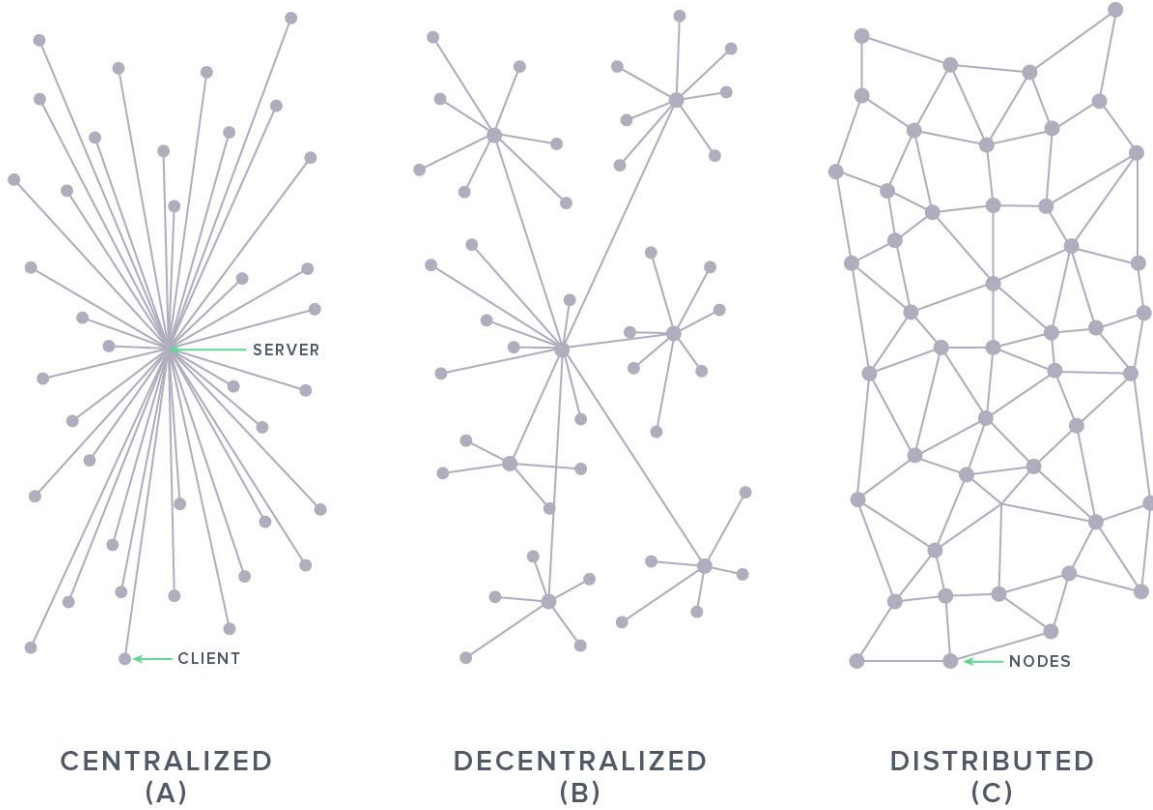 SERVER
CLIENT
NODES
CENTRALIZED
(A)
DECENTRALIZED
(B)
DISTRIBUTED
(C)